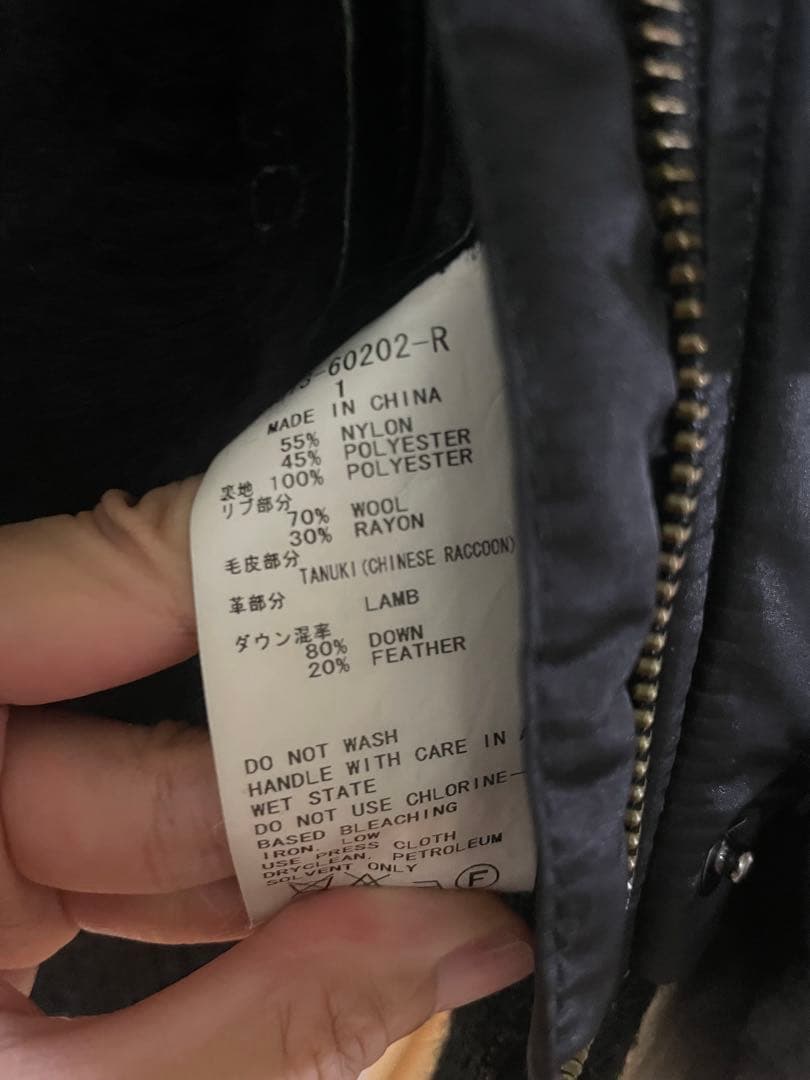 -60202-R
1
MADE IN CHINA
55% NYLON
45% POLYESTER
裏地 100% POLYESTER
リブ部分
70% WOOL
30% RAYON
毛皮部分
TANUKI(CHINESE RACCOON)
革部分 LAMB
ダウン混率
80% DOWN
20% FEATHER
DO NOT WASH
HANDLE WITH CARE IN
WET STATE
DO NOT USE CHLORINE-
BASED BLEACHING
IRON, LOW
USE PRESS CLOTH
DRYCLEAN, PETROLEUM
SOLVENT ONLY
F